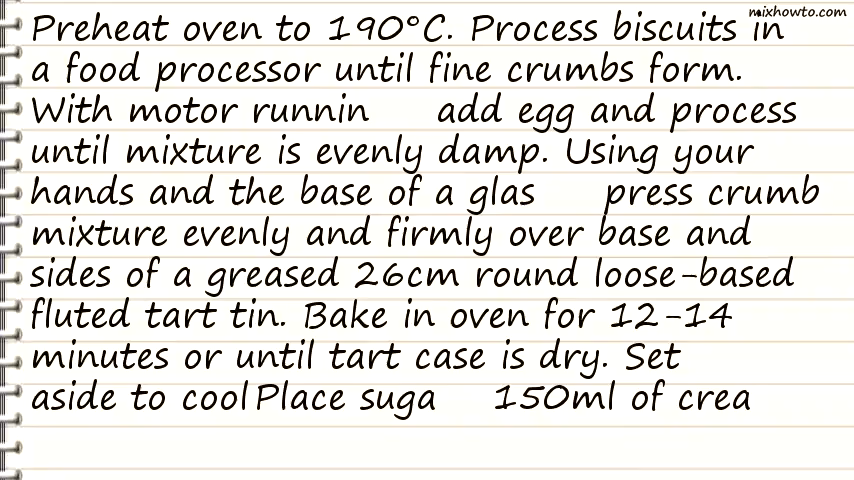 mixhowto.com
Preheat oven to 190°C. Process biscuits in
a food processor until fine crumbs form.
With motor runnin add egg and process
until mixture is evenly damp. Using your
hands and the base of a glas press crumb
mixture evenly and firmly over base and
sides of a greased 26cm round loose-based
fluted tart tin. Bake in oven for 12-14
minutes or until tart case is dry. Set
aside to cool Place suga 150ml of crea